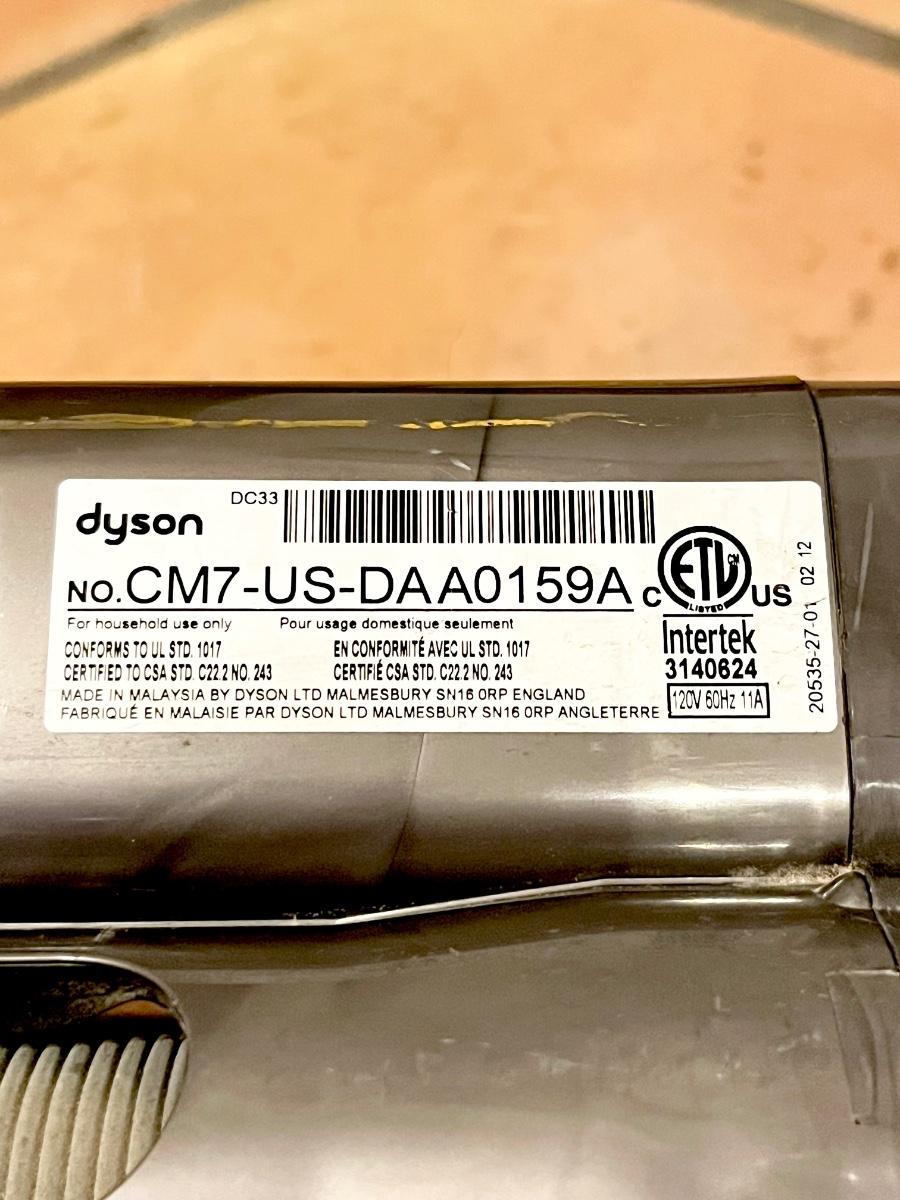 dyson
DC33
NO.CM7-US-DAA0159A
For household use only Pour usage domestique seulement
CONFORMS TO UL STD. 1017 EN CONFORMITÉ AVEC UL STD. 1017
CERTIFIED TO CSA STD. C22.2 NO. 243 CERTIFIÉ CSA STD. C22.2 NO. 243
MADE IN MALAYSIA BY DYSON LTD MALMESBURY SN16 0RP ENGLAND
FABRIQUÉ EN MALAISIE PAR DYSON LTD MALMESBURY SN16 0RP ANGLETERRE
C ETL CM US
LISTED
Intertek
3140624
120V 60Hz 11A
20535-27-01 02 12